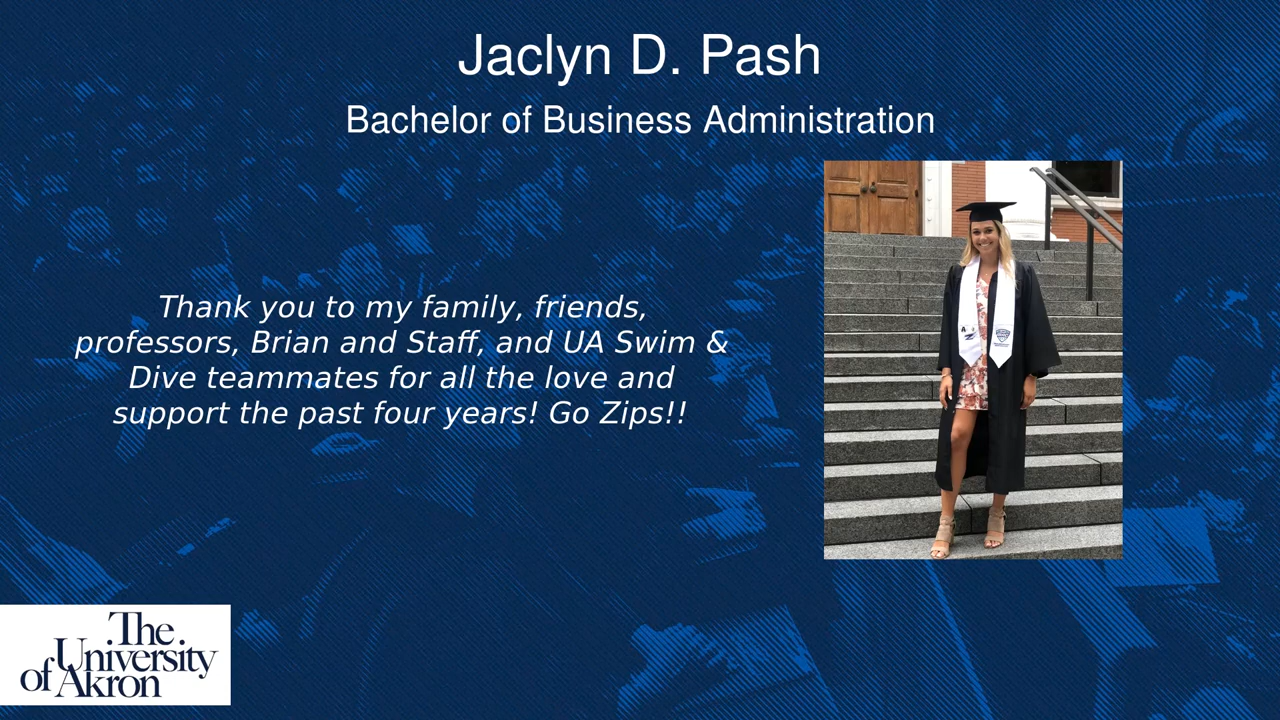 Jaclyn D. Pash
Bachelor of Business Administration
Thank you to my family, friends,
professors, Brian and Staff, and UA Swim &
Dive teammates for all the love and
support the past four years! Go Zips!!
The
University
of Akron